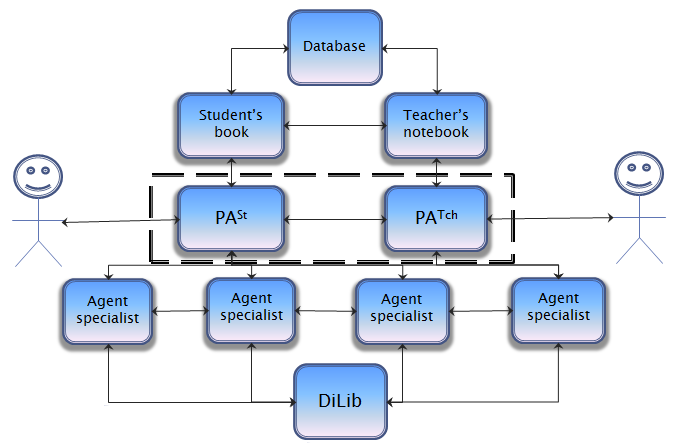 Database
Student's
book
Teacher's
notebook
PASt
PATch
Agent
specialist
Agent
specialist
Agent
specialist
Agent
specialist
DiLib